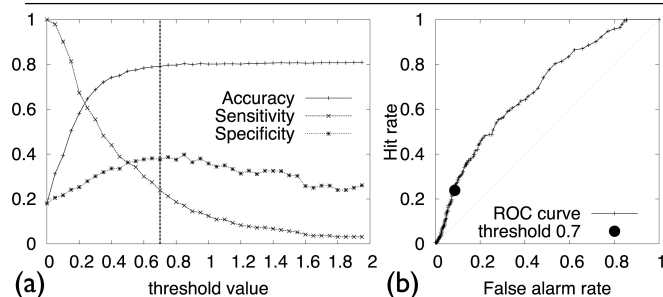 1
0.8
0.6
0.4
0.2
0
Accuracy
Sensitivity
Specificity
0 0.2 0.4 0.6 0.8 1 1.2 1.4 1.6 1.8 2
(a) threshold value
1
0.8
0.6
0.4
0.2
0
Hit rate
ROC curve
threshold 0.7
0 0.2 0.4 0.6 0.8 1
(b) False alarm rate